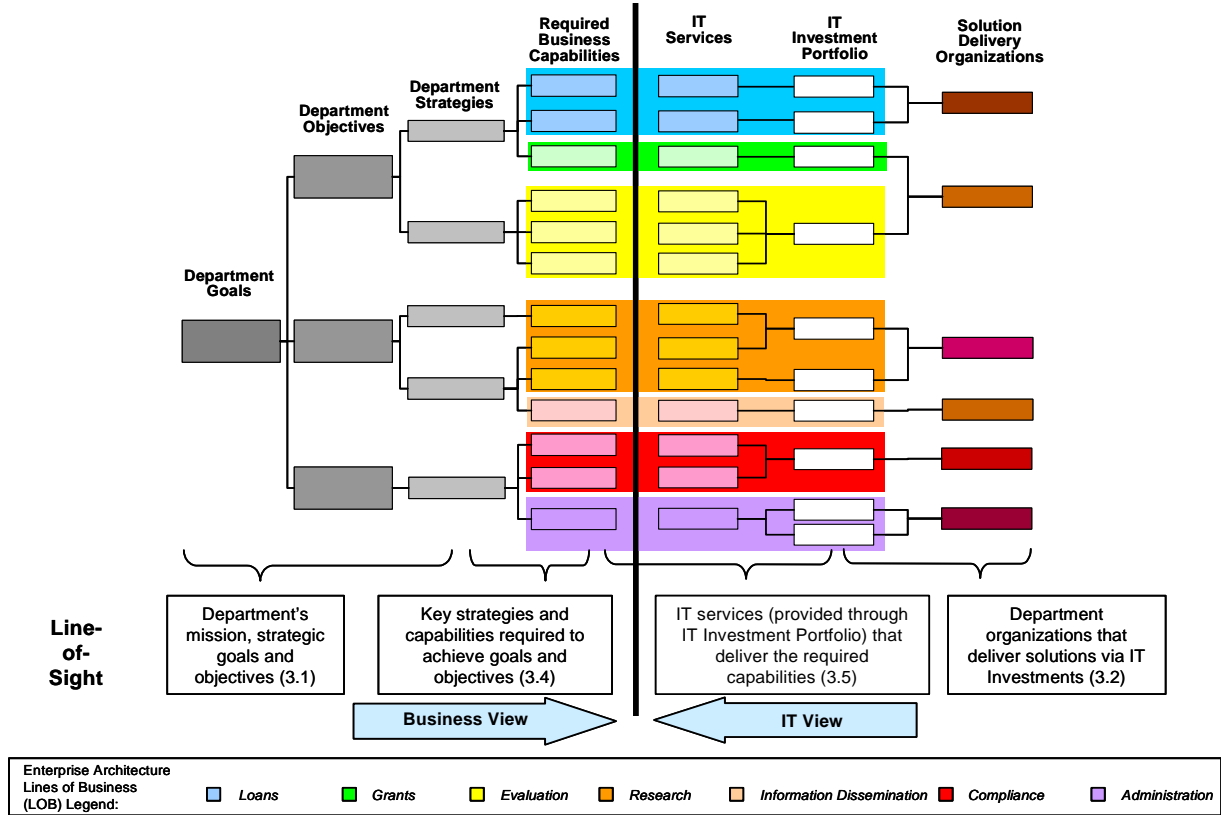 Required
Business
Capabilities
IT
Services
IT
Investment
Portfolio
Solution
Delivery
Organizations
Department
Strategies
Department
Objectives
Department
Goals
Line-
of-
Sight
Department's
mission, strategic
goals and
objectives (3.1)
Key strategies and
capabilities required to
achieve goals and
objectives (3.4)
IT services (provided through
IT Investment Portfolio) that
deliver the required
capabilities (3.5)
Department
organizations that
deliver solutions via IT
Investments (3.2)
Business View
IT View
Enterprise Architecture
Lines of Business
(LOB) Legend:
Loans
Grants
Evaluation
Research
Information Dissemination
Compliance
Administration